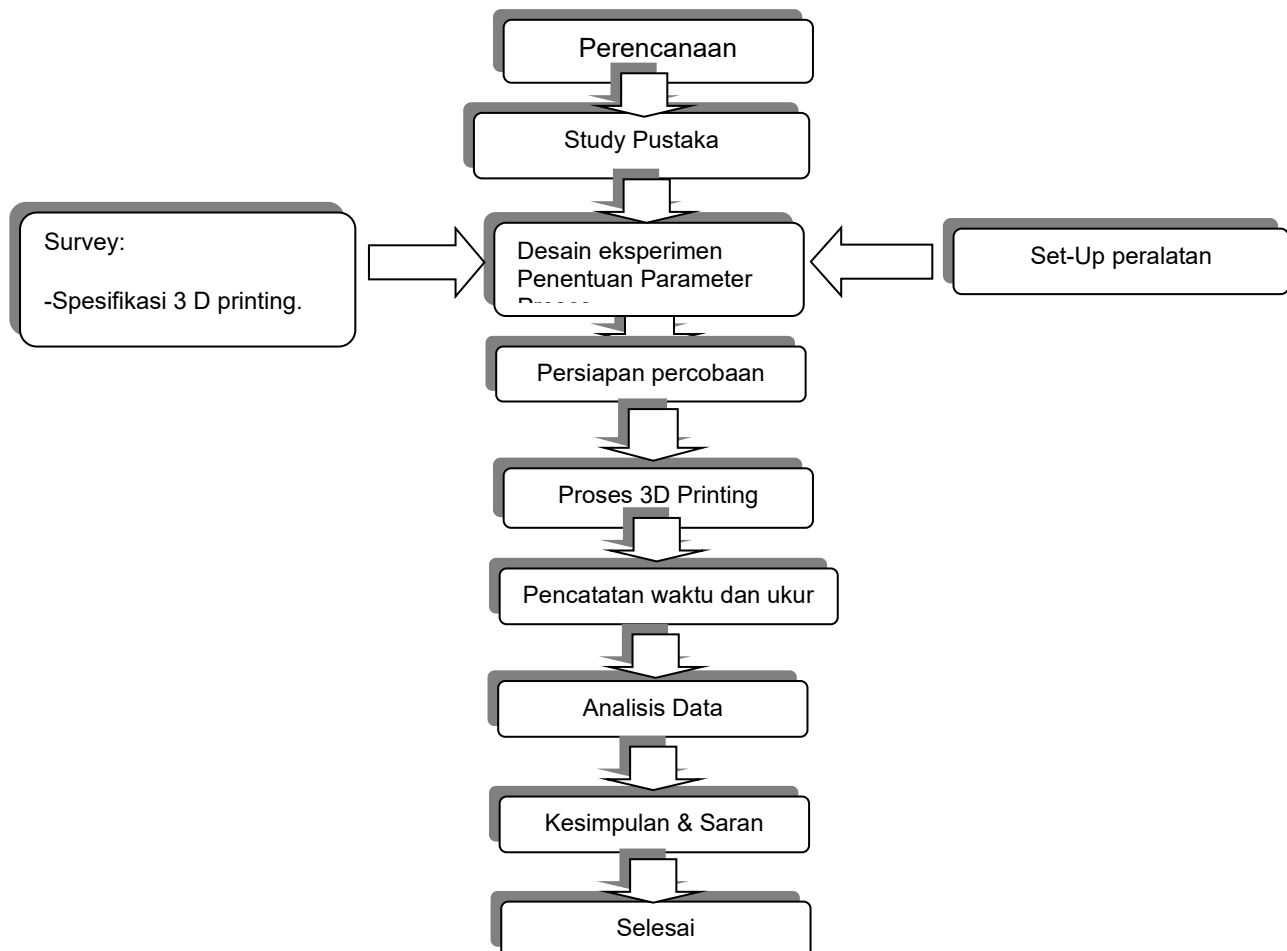 Perencanaan
Study Pustaka
Survey:
-Spesifikasi 3 D printing.
Desain eksperimen
Penentuan Parameter
Set-Up peralatan
Persiapan percobaan
Proses 3D Printing
Pencatatan waktu dan ukur
Analisis Data
Kesimpulan & Saran
Selesai